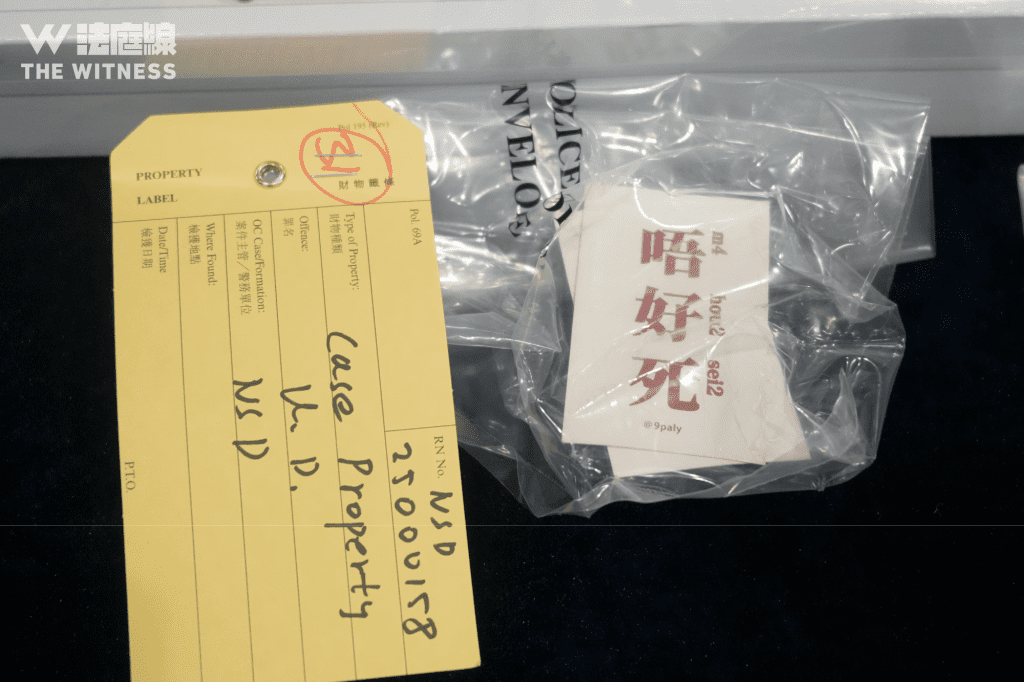 W 法庭線
THE WITNESS
PROPERTY
LABEL
財物籤條
Pol. 69A
RN No. NSD
25000158
Type of Property:
財物種類
Case Property
Offence:
罪名
U.D.
OC Case/Formation:
案件主管／警務單位
NSD
Where Found:
檢獲地點
Date/Time
檢獲日期
P.T.O.
NVELO
m4 hou2 sei2
唔好死
@9paly